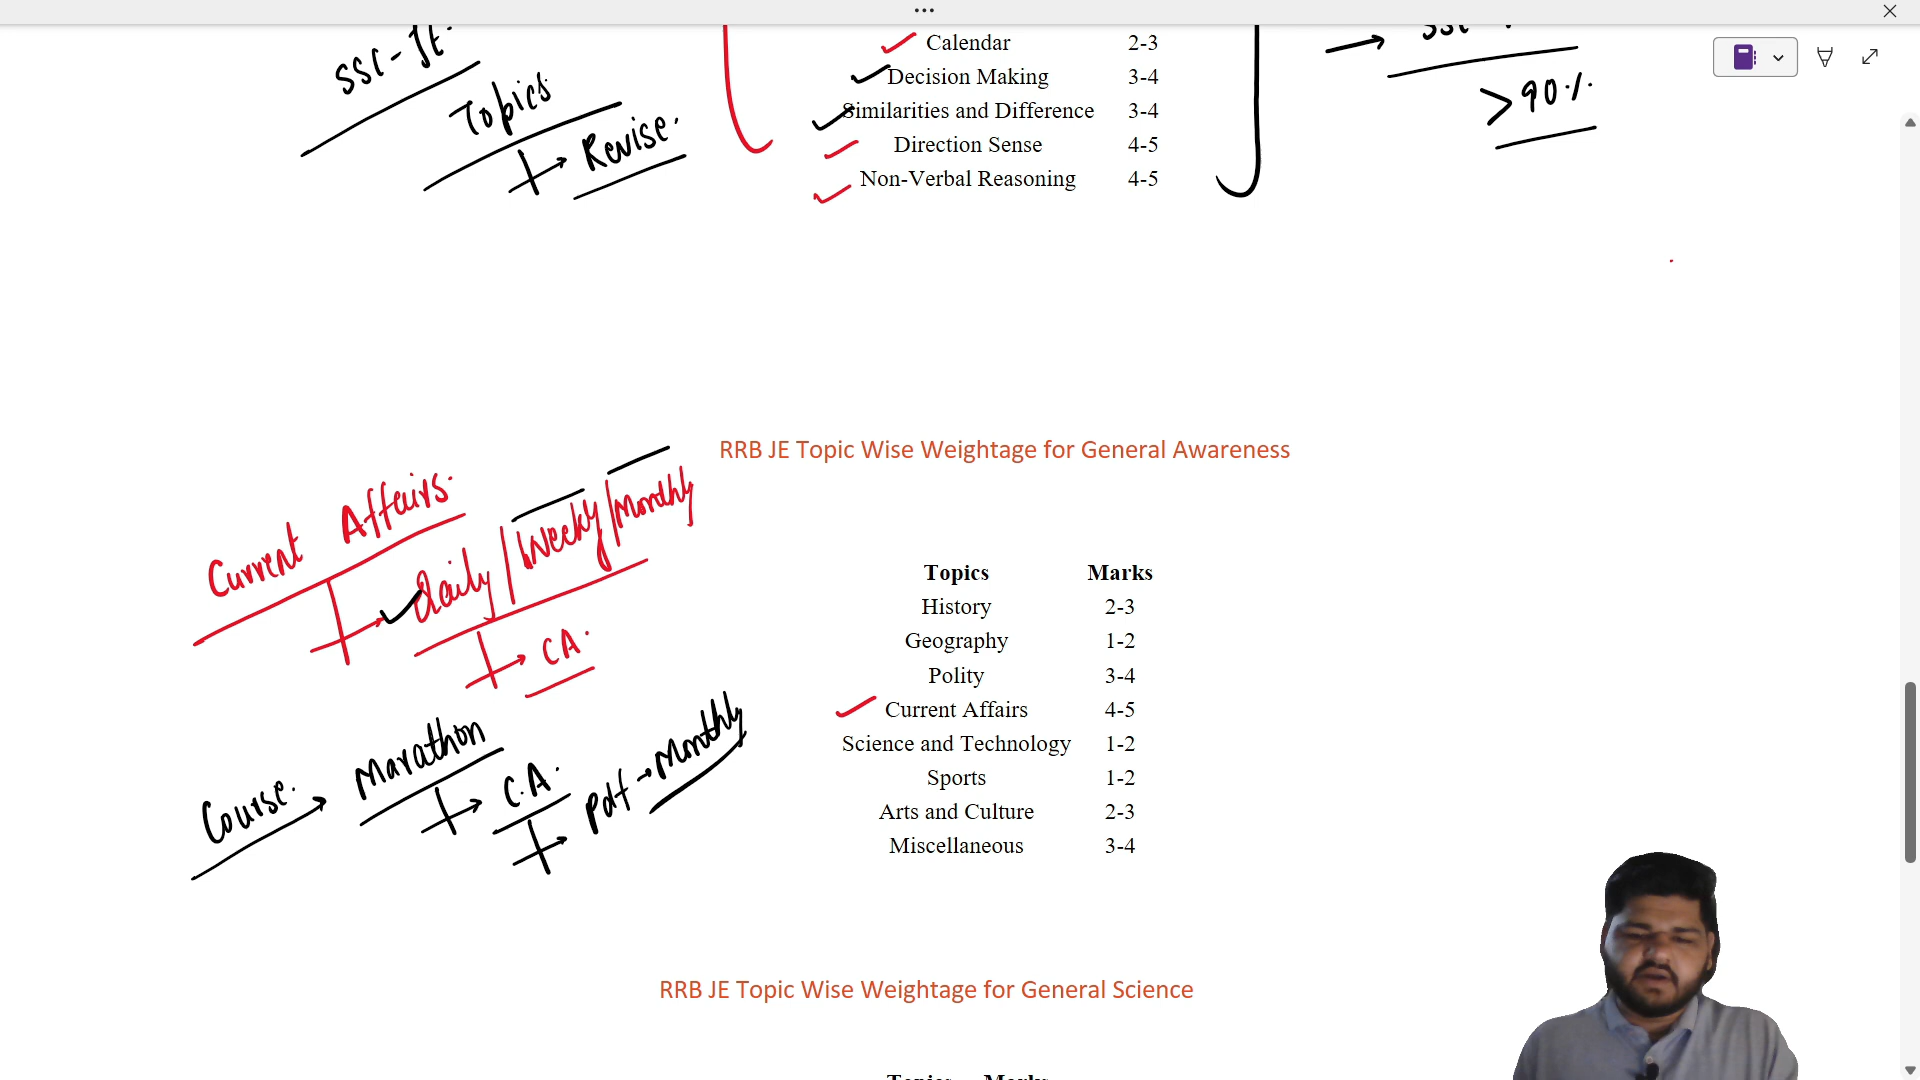 SSC-JE.
Topics
Revise.
Calendar 2-3
Decision Making 3-4
Similarities and Difference 3-4
Direction Sense 4-5
Non-Verbal Reasoning 4-5
>90%
RRB JE Topic Wise Weightage for General Awareness
Current Affairs.
Daily/Weekly/Monthly
CA.
Course. → Marathon
C.A.
Pdf → Monthly
Topics Marks
History 2-3
Geography 1-2
Polity 3-4
Current Affairs 4-5
Science and Technology 1-2
Sports 1-2
Arts and Culture 2-3
Miscellaneous 3-4
RRB JE Topic Wise Weightage for General Science
Topics Marks